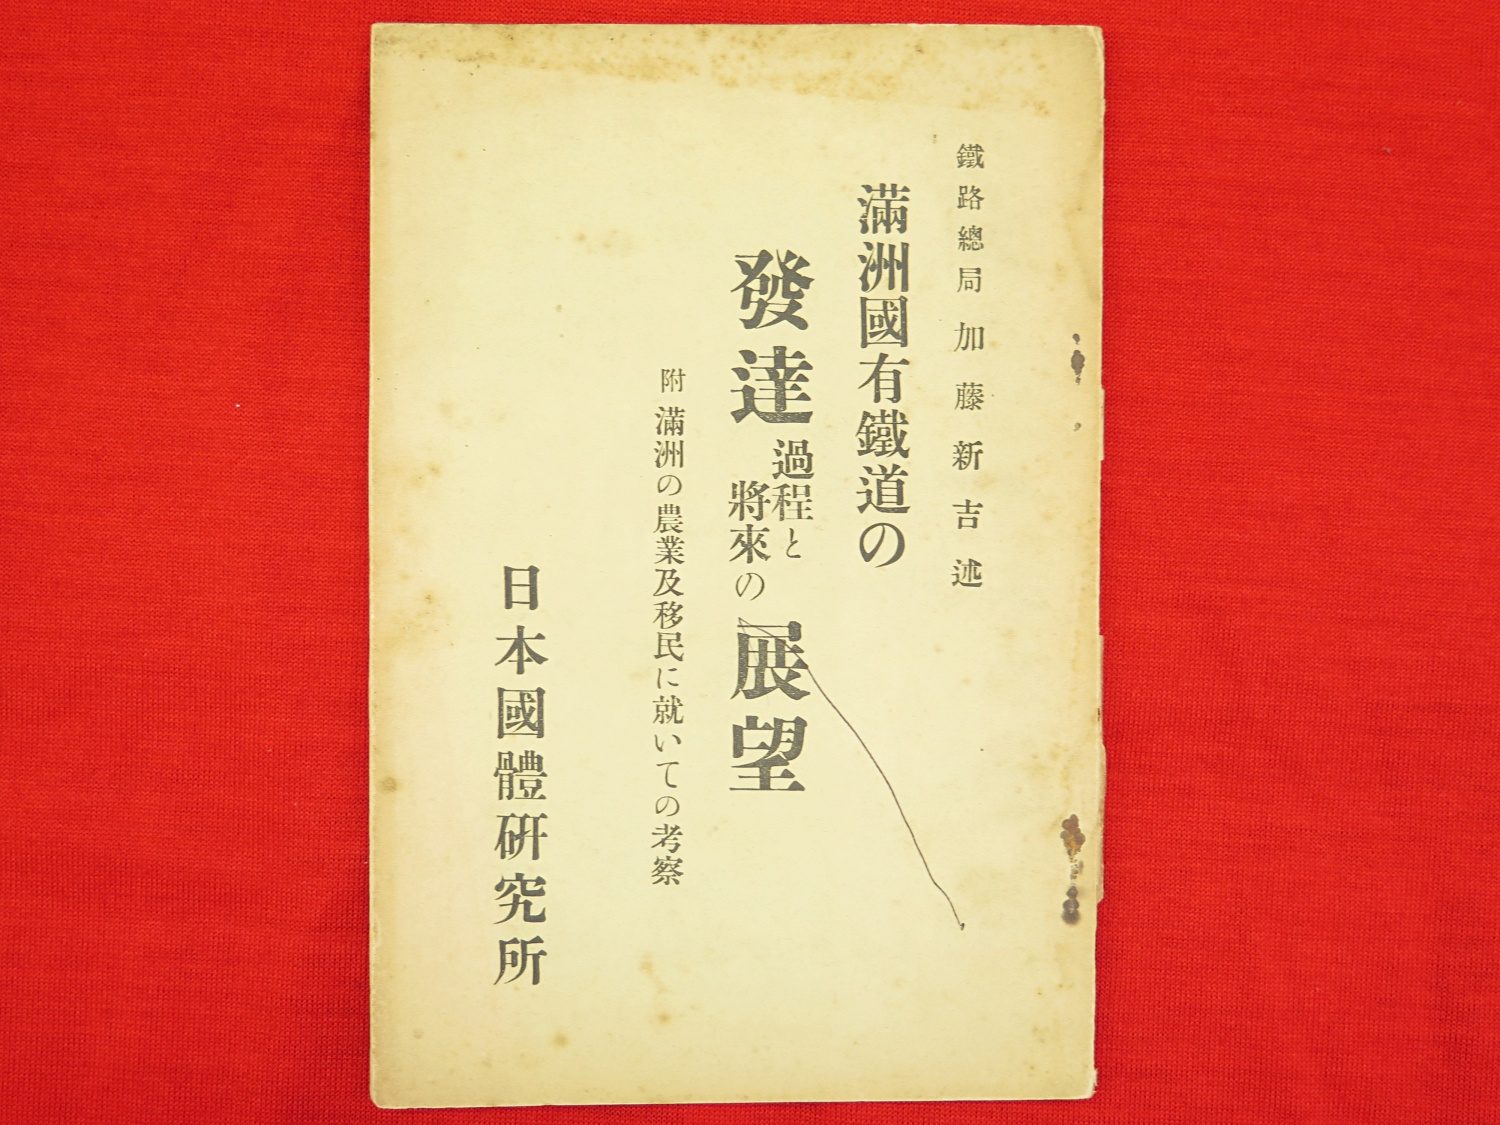 鐵路總局 加藤新吉述
滿洲國有鐵道の
發達過程と將來の展望
附 滿洲の農業及移民に就いての考察
日本國體硏究所